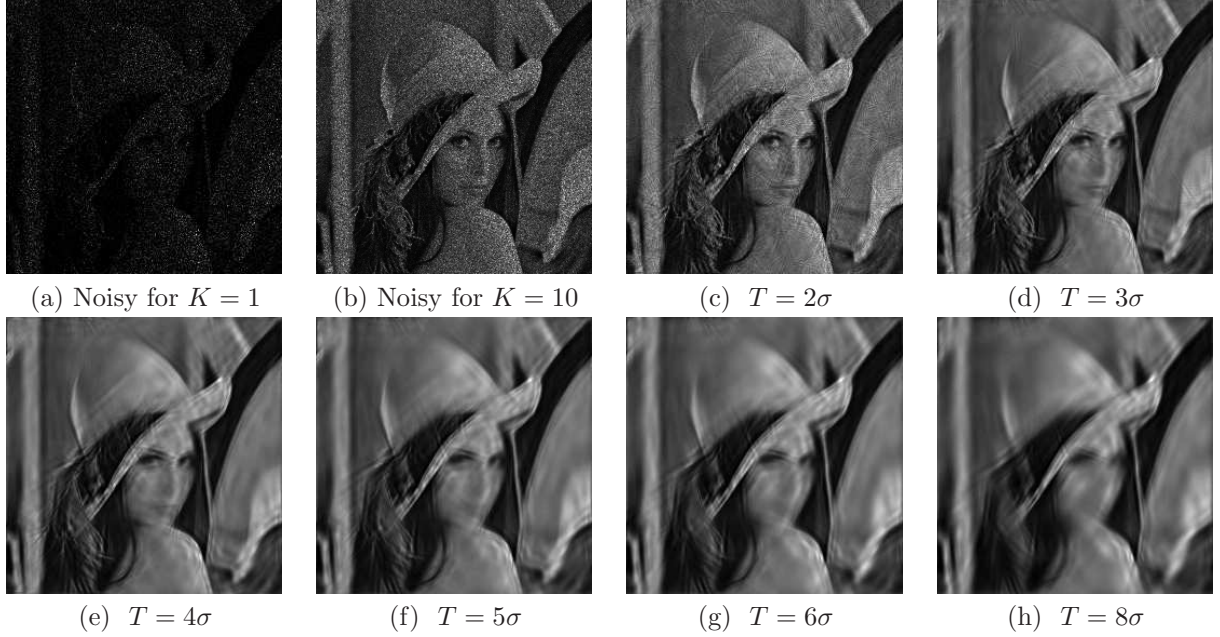 (a) Noisy for K = 1
(b) Noisy for K = 10
(c) T = 2σ
(d) T = 3σ
(e) T = 4σ
(f) T = 5σ
(g) T = 6σ
(h) T = 8σ